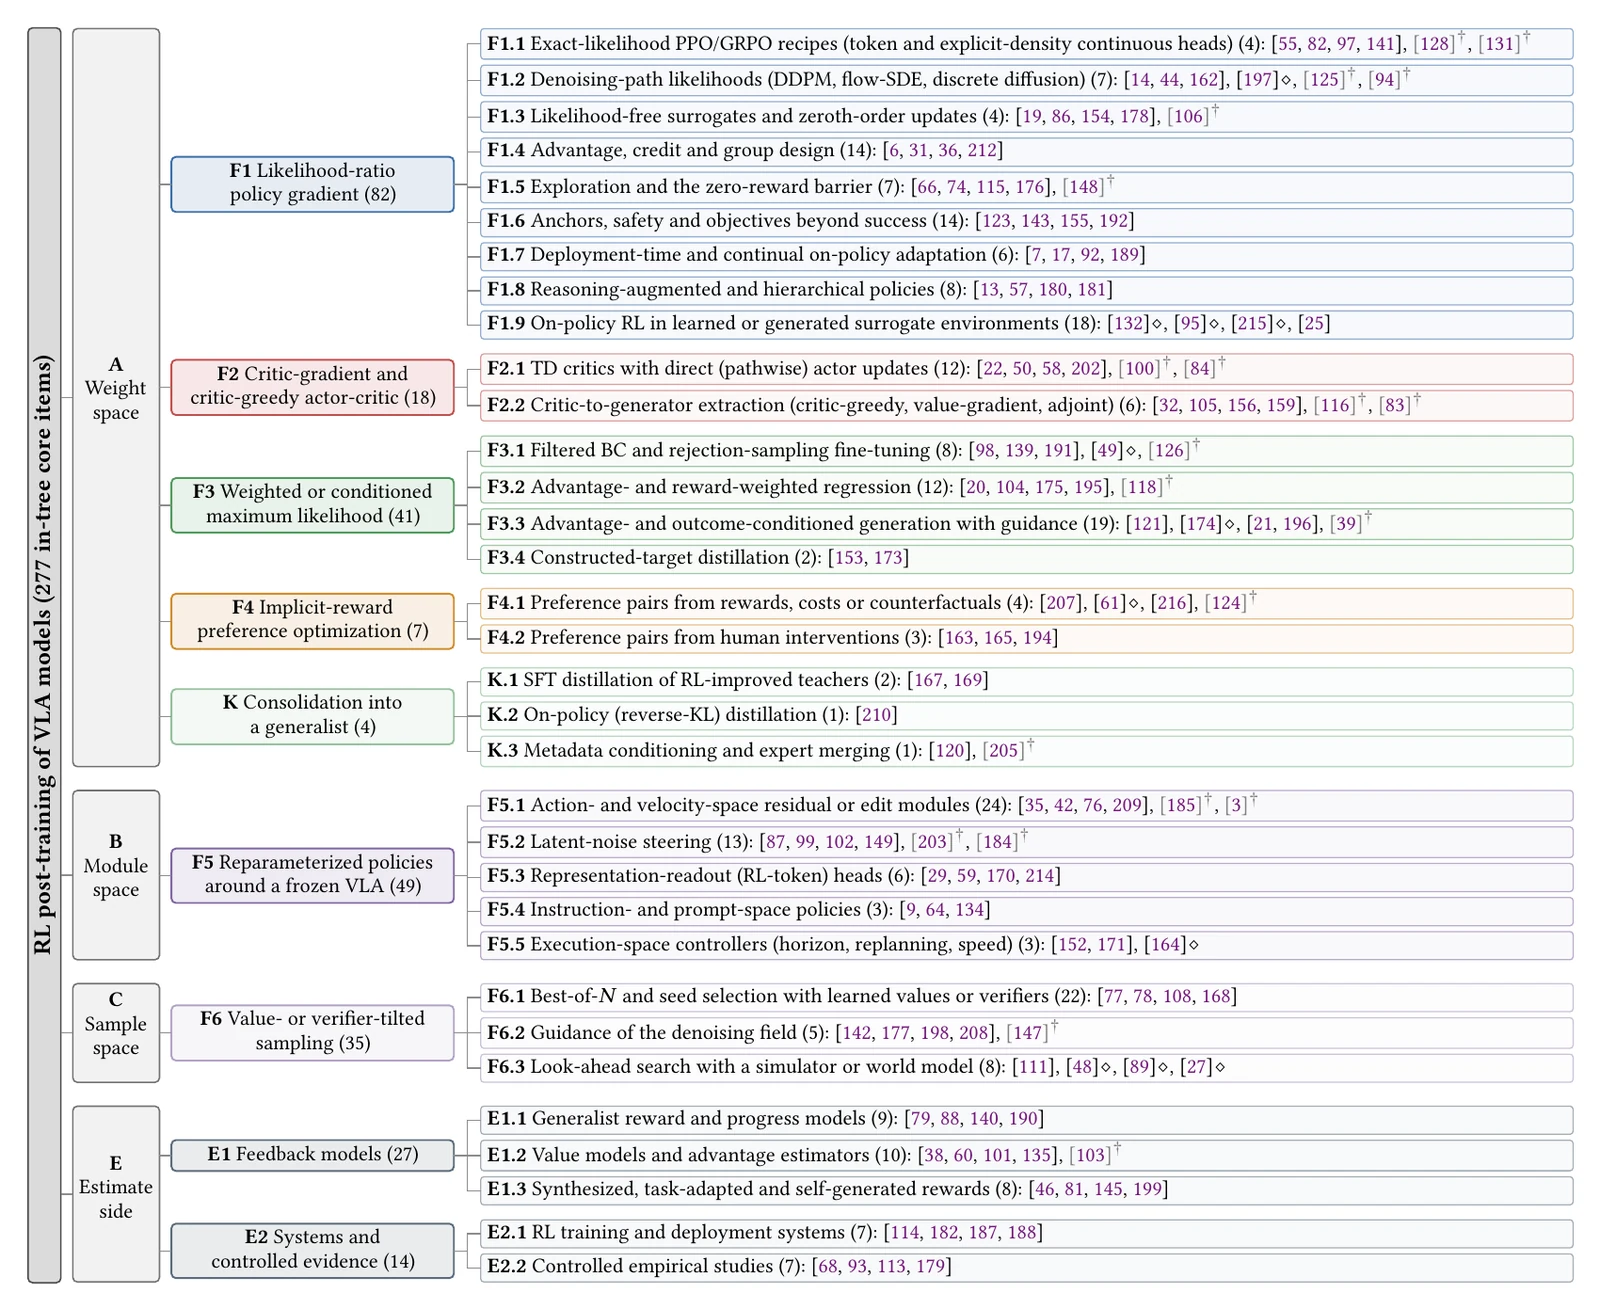 RL post-training of VLA models (277 in-tree core items)
A
Weight
space
F1 Likelihood-ratio
policy gradient (82)
F1.1 Exact-likelihood PPO/GRPO recipes (token and explicit-density continuous heads) (4): [55, 82, 97, 141], [128]†, [131]†
F1.2 Denoising-path likelihoods (DDPM, flow-SDE, discrete diffusion) (7): [14, 44, 162], [197]⋄, [125]†, [94]†
F1.3 Likelihood-free surrogates and zeroth-order updates (4): [19, 86, 154, 178], [106]†
F1.4 Advantage, credit and group design (14): [6, 31, 36, 212]
F1.5 Exploration and the zero-reward barrier (7): [66, 74, 115, 176], [148]†
F1.6 Anchors, safety and objectives beyond success (14): [123, 143, 155, 192]
F1.7 Deployment-time and continual on-policy adaptation (6): [7, 17, 92, 189]
F1.8 Reasoning-augmented and hierarchical policies (8): [13, 57, 180, 181]
F1.9 On-policy RL in learned or generated surrogate environments (18): [132]⋄, [95]⋄, [215]⋄, [25]
F2 Critic-gradient and
critic-greedy actor-critic (18)
F2.1 TD critics with direct (pathwise) actor updates (12): [22, 50, 58, 202], [100]†, [84]†
F2.2 Critic-to-generator extraction (critic-greedy, value-gradient, adjoint) (6): [32, 105, 156, 159], [116]†, [83]†
F3 Weighted or conditioned
maximum likelihood (41)
F3.1 Filtered BC and rejection-sampling fine-tuning (8): [98, 139, 191], [49]⋄, [126]†
F3.2 Advantage- and reward-weighted regression (12): [20, 104, 175, 195], [118]†
F3.3 Advantage- and outcome-conditioned generation with guidance (19): [121], [174]⋄, [21, 196], [39]†
F3.4 Constructed-target distillation (2): [153, 173]
F4 Implicit-reward
preference optimization (7)
F4.1 Preference pairs from rewards, costs or counterfactuals (4): [207], [61]⋄, [216], [124]†
F4.2 Preference pairs from human interventions (3): [163, 165, 194]
K Consolidation into
a generalist (4)
K.1 SFT distillation of RL-improved teachers (2): [167, 169]
K.2 On-policy (reverse-KL) distillation (1): [210]
K.3 Metadata conditioning and expert merging (1): [120], [205]†
B
Module
space
F5 Reparameterized policies
around a frozen VLA (49)
F5.1 Action- and velocity-space residual or edit modules (24): [35, 42, 76, 209], [185]†, [3]†
F5.2 Latent-noise steering (13): [87, 99, 102, 149], [203]†, [184]†
F5.3 Representation-readout (RL-token) heads (6): [29, 59, 170, 214]
F5.4 Instruction- and prompt-space policies (3): [9, 64, 134]
F5.5 Execution-space controllers (horizon, replanning, speed) (3): [152, 171], [164]⋄
C
Sample
space
F6 Value- or verifier-tilted
sampling (35)
F6.1 Best-of-N and seed selection with learned values or verifiers (22): [77, 78, 108, 168]
F6.2 Guidance of the denoising field (5): [142, 177, 198, 208], [147]†
F6.3 Look-ahead search with a simulator or world model (8): [111], [48]⋄, [89]⋄, [27]⋄
E
Estimate
side
E1 Feedback models (27)
E1.1 Generalist reward and progress models (9): [79, 88, 140, 190]
E1.2 Value models and advantage estimators (10): [38, 60, 101, 135], [103]†
E1.3 Synthesized, task-adapted and self-generated rewards (8): [46, 81, 145, 199]
E2 Systems and
controlled evidence (14)
E2.1 RL training and deployment systems (7): [114, 182, 187, 188]
E2.2 Controlled empirical studies (7): [68, 93, 113, 179]